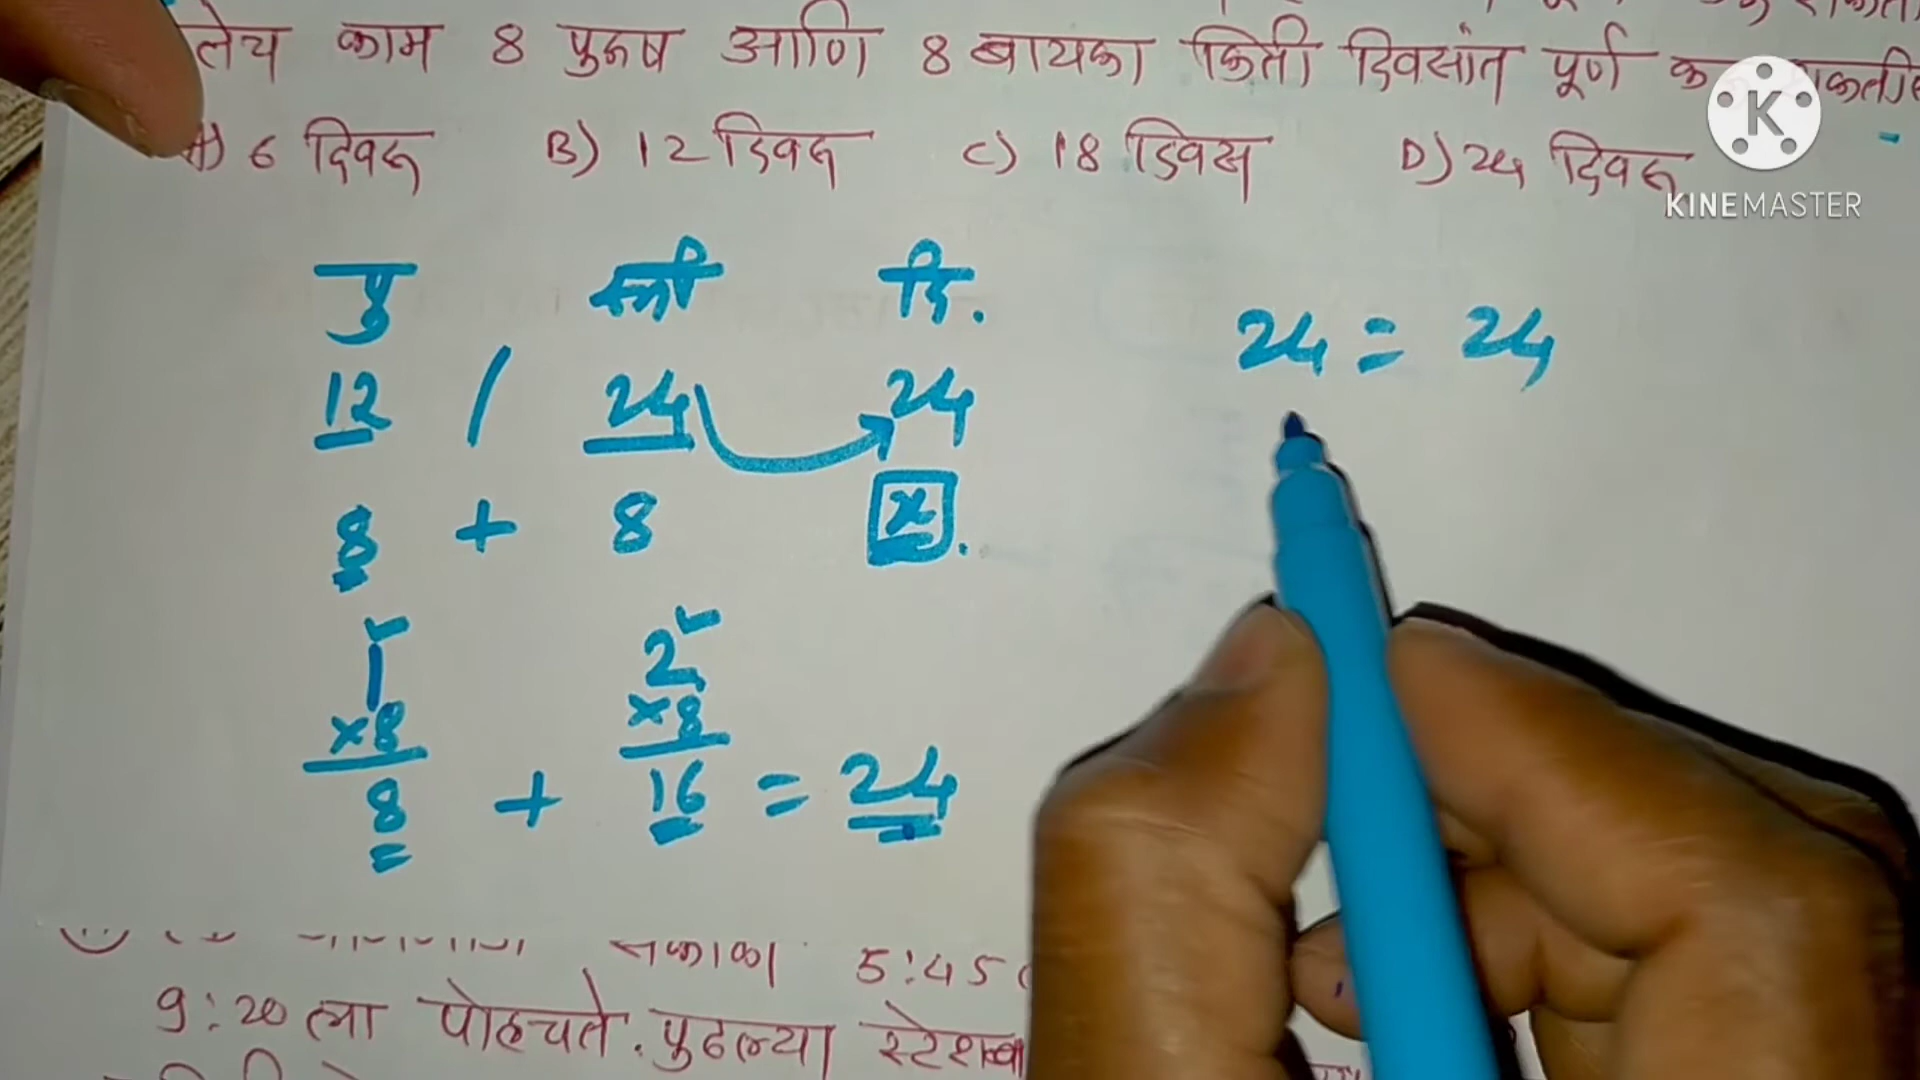 तेच काम 8 पुरुष आणि 8 बायका किती दिवसांत पूर्ण
A) 6 दिवस B) 12 दिवस C) 18 दिवस D) 24 दिवस
K
KINEMASTER
पु स्त्री दि.
12 / 24 24
8 + 8 x.
24 = 24
1 2
×8 ×8
8 + 16 = 24
सकाळी 5:45
9:20 ला पोहचते. पुढल्या